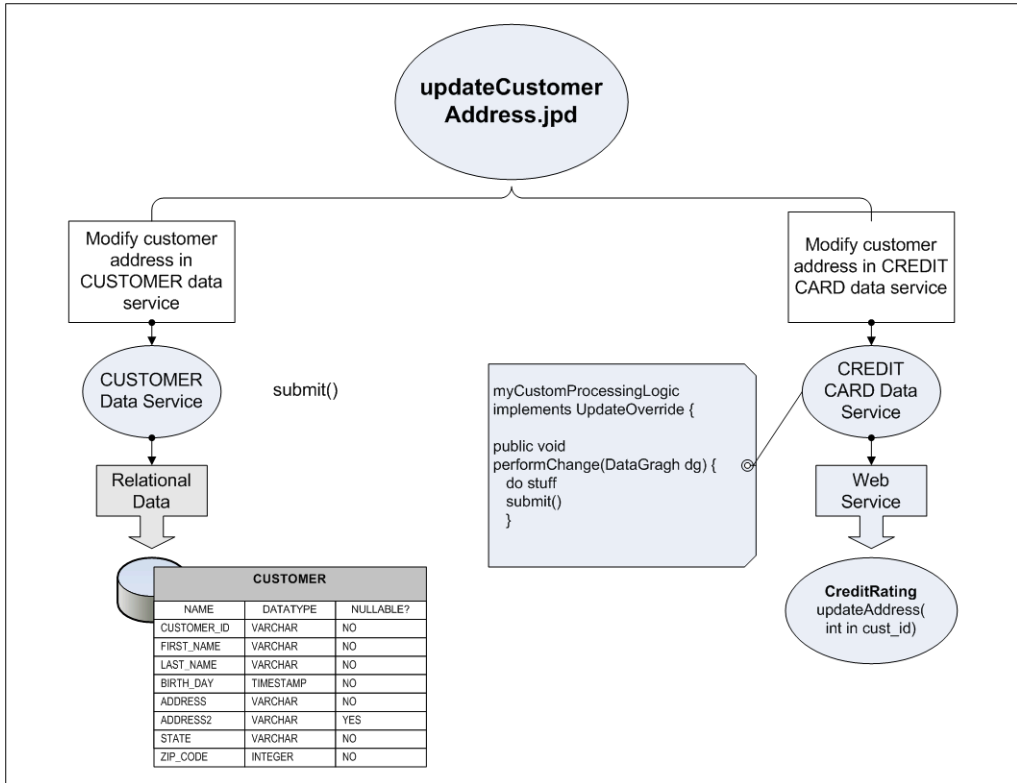 updateCustomer
Address.jpd
Modify customer
address in
CUSTOMER data
service
Modify customer
address in CREDIT
CARD data service
CUSTOMER
Data Service
submit()
myCustomProcessingLogic
implements UpdateOverride {
public void
performChange(DataGragh dg) {
do stuff
submit()
}
CREDIT
CARD Data
Service
Relational
Data
Web
Service
CUSTOMER
NAME DATATYPE NULLABLE?
CUSTOMER_ID VARCHAR NO
FIRST_NAME VARCHAR NO
LAST_NAME VARCHAR NO
BIRTH_DAY TIMESTAMP NO
ADDRESS VARCHAR NO
ADDRESS2 VARCHAR YES
STATE VARCHAR NO
ZIP_CODE INTEGER NO
CreditRating
updateAddress(
int in cust_id)